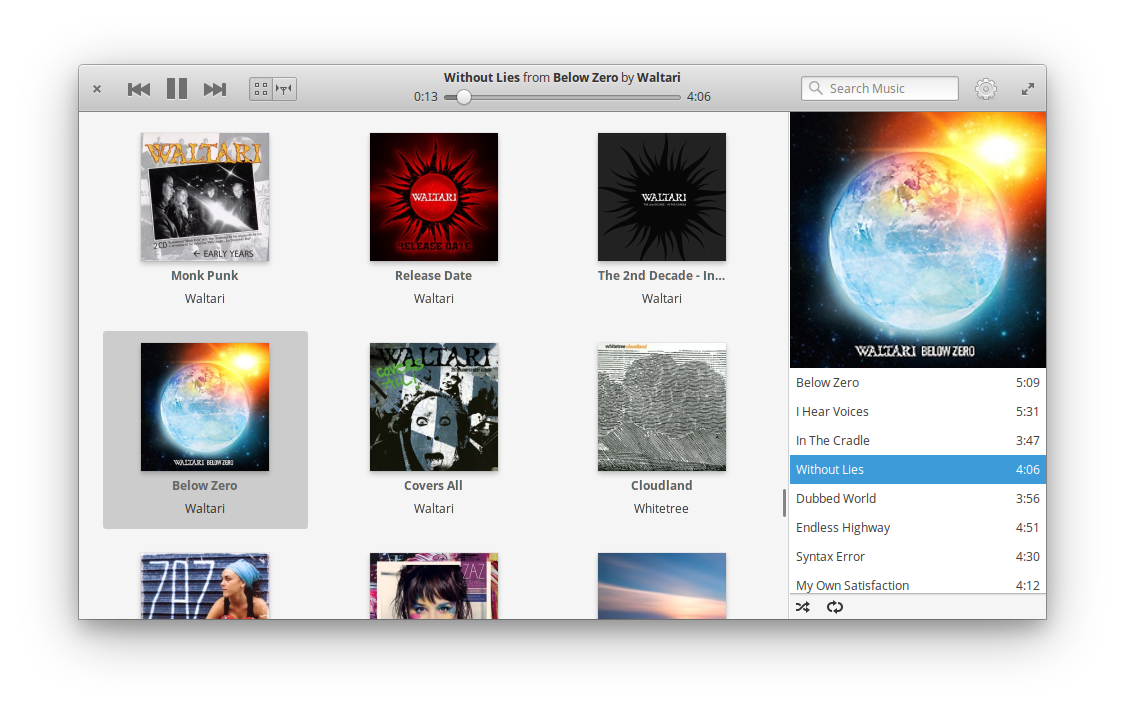 Without Lies from Below Zero by Waltari
0:13 4:06
Search Music
WALTARI
2CD
← EARLY YEARS
Monk Punk
Waltari
WALTARI
RELEASE DATE
Release Date
Waltari
WALTARI
The 2nd Decade - In...
Waltari
WALTARI BELOW ZERO
Below Zero
Waltari
WALTARI
COVERS
ALL!
Covers All
Waltari
whitetree cloudland
Cloudland
Whitetree
ZAZ
ZAZ
WALTARI BELOW ZERO
Below Zero 5:09
I Hear Voices 5:31
In The Cradle 3:47
Without Lies 4:06
Dubbed World 3:56
Endless Highway 4:51
Syntax Error 4:30
My Own Satisfaction 4:12